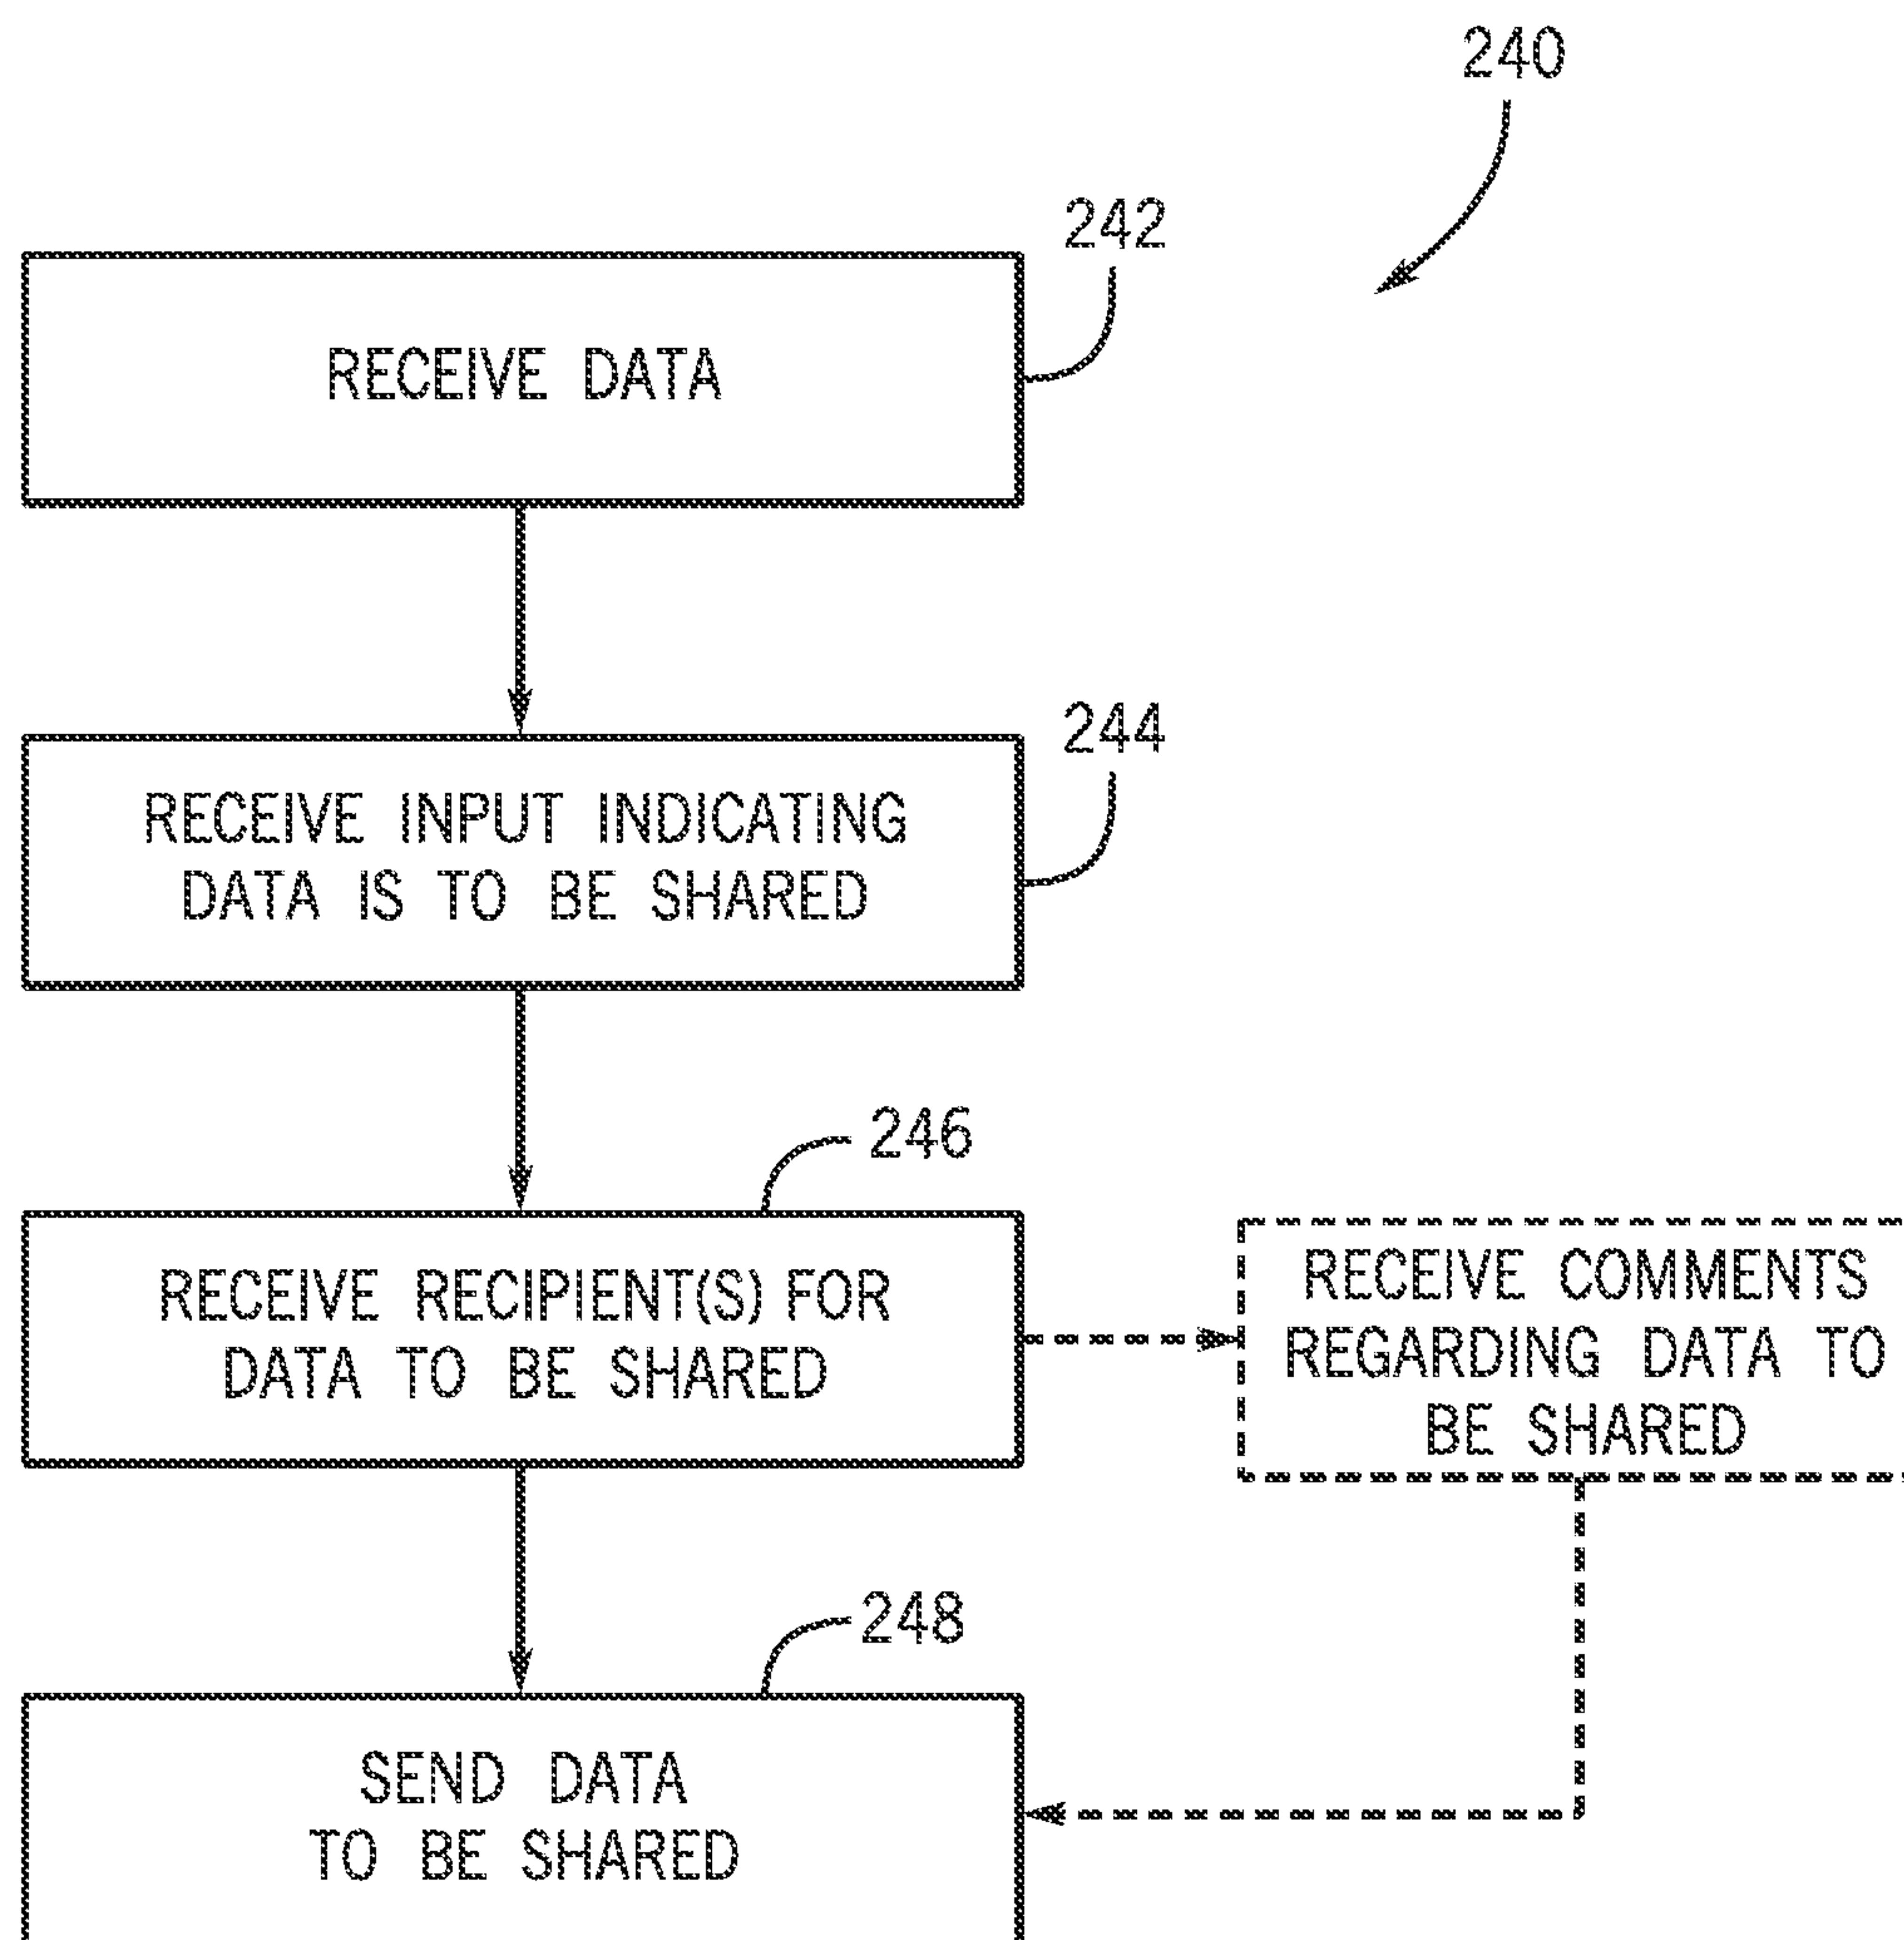 240
242
RECEIVE DATA
244
RECEIVE INPUT INDICATING
DATA IS TO BE SHARED
246
RECEIVE RECIPIENT(S) FOR
DATA TO BE SHARED
RECEIVE COMMENTS
REGARDING DATA TO
BE SHARED
248
SEND DATA
TO BE SHARED